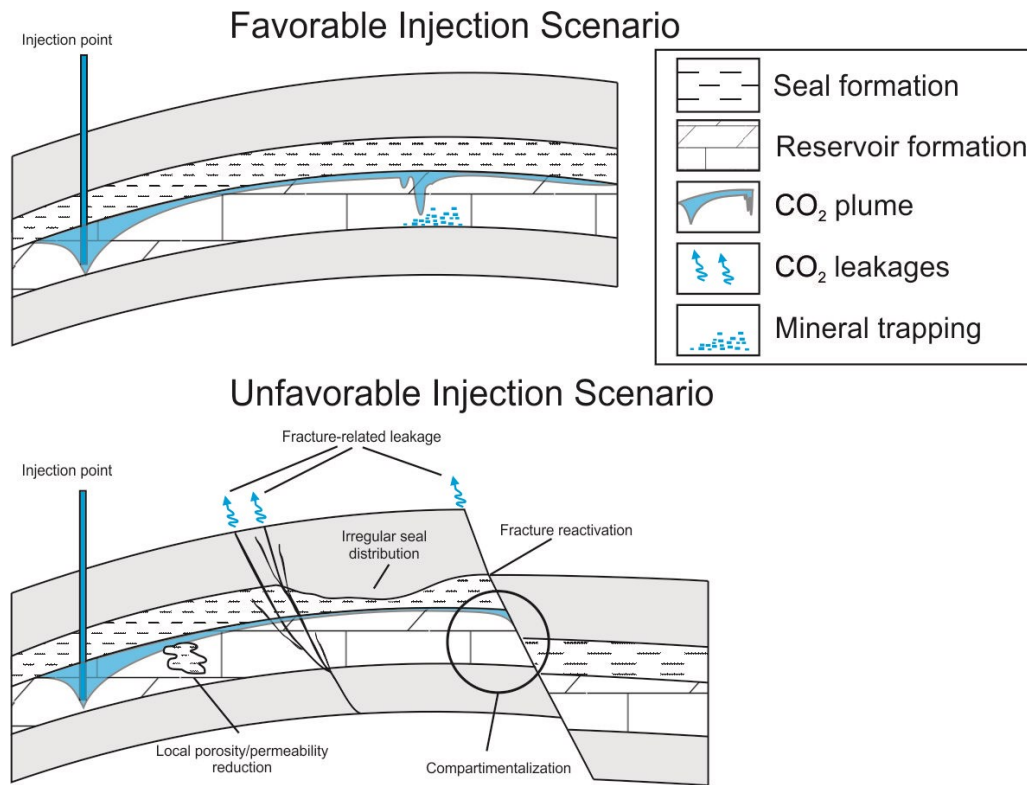 Favorable Injection Scenario
Injection point
Seal formation
Reservoir formation
CO₂ plume
CO₂ leakages
Mineral trapping
Unfavorable Injection Scenario
Fracture-related leakage
Injection point
Irregular seal
distribution
Fracture reactivation
Local porosity/permeability
reduction
Compartimentalization